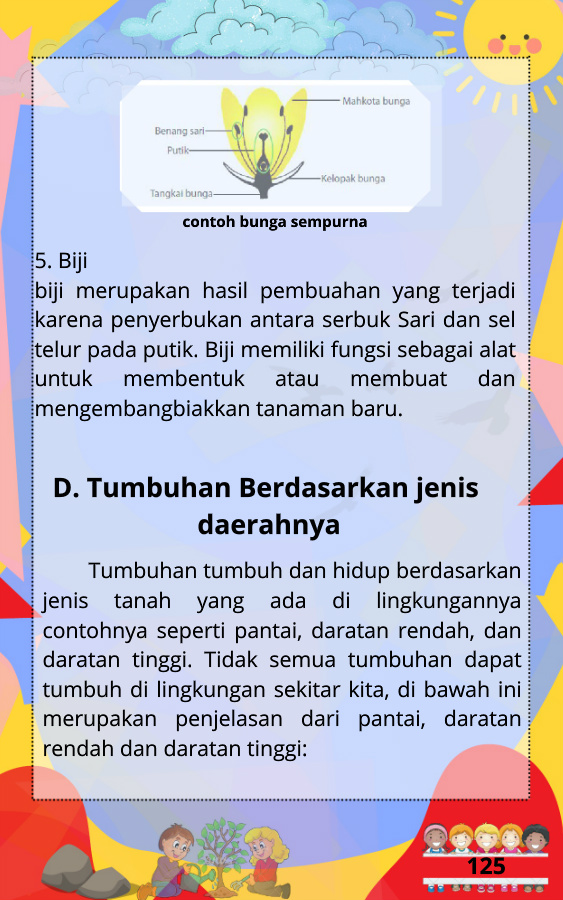 Mahkota bunga
Benang sari
Putik
Kelopak bunga
Tangkai bunga
contoh bunga sempurna
5. Biji
biji merupakan hasil pembuahan yang terjadi
karena penyerbukan antara serbuk Sari dan sel
telur pada putik. Biji memiliki fungsi sebagai alat
untuk membentuk atau membuat dan
mengembangbiakkan tanaman baru.
D. Tumbuhan Berdasarkan jenis
daerahnya
Tumbuhan tumbuh dan hidup berdasarkan
jenis tanah yang ada di lingkungannya
contohnya seperti pantai, daratan rendah, dan
daratan tinggi. Tidak semua tumbuhan dapat
tumbuh di lingkungan sekitar kita, di bawah ini
merupakan penjelasan dari pantai, daratan
rendah dan daratan tinggi:
125